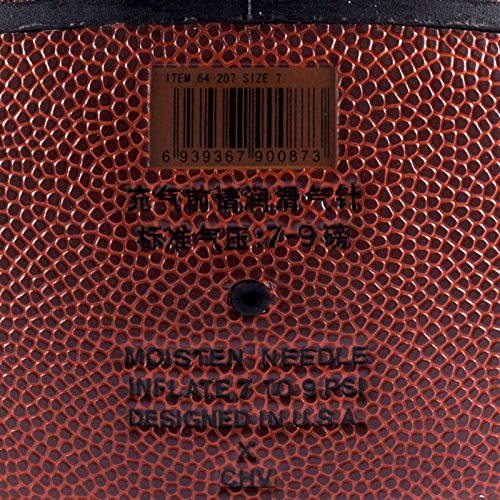 ITEM.64-287 SIZE 7
6 939367 900873
充气前请润滑气针
标准气压:7-9磅
MOISTEN NEEDLE
INFLATE.7 TO 9 PSI
DESIGNED IN U.S.A.
X
CHV